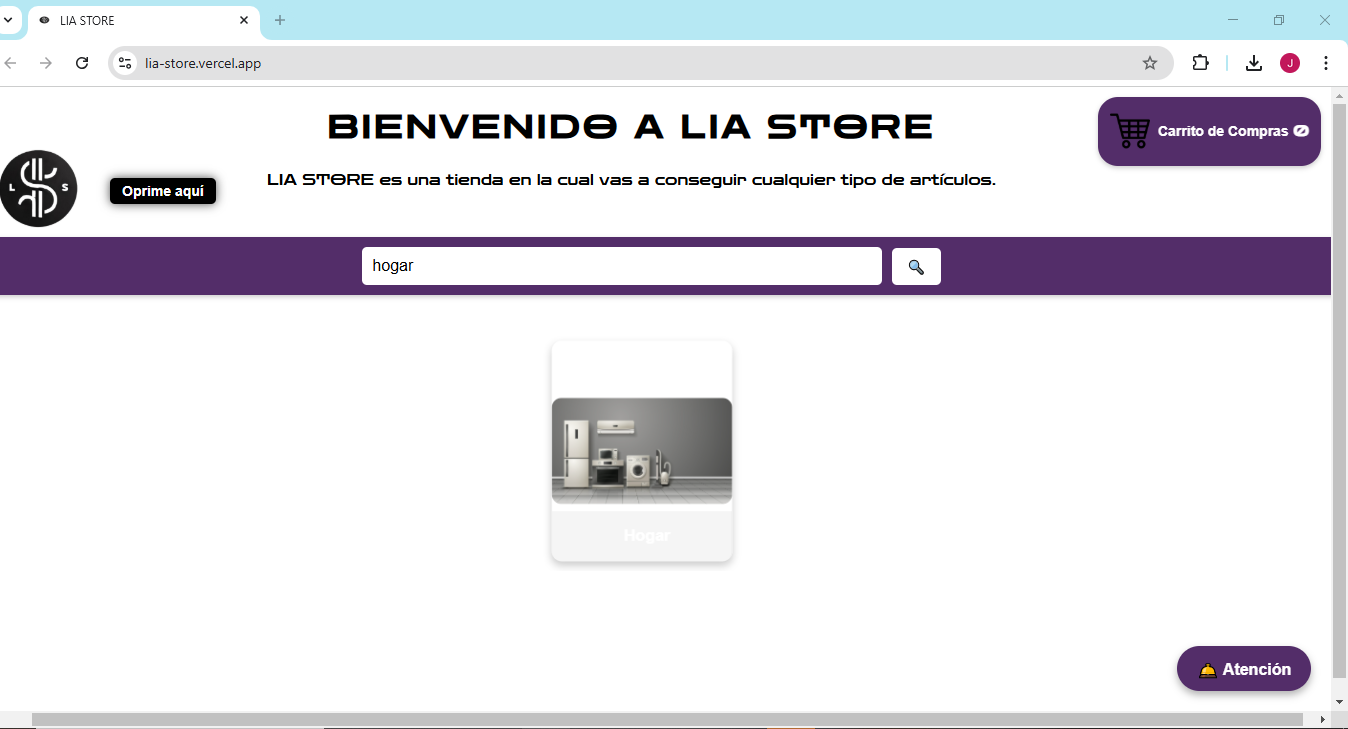 LIA STORE
lia-store.vercel.app
J
BIENVENIDO A LIA STORE
Carrito de Compras 0
L S
Oprime aquí
LIA STORE es una tienda en la cual vas a conseguir cualquier tipo de artículos.
hogar
Hogar
Atención